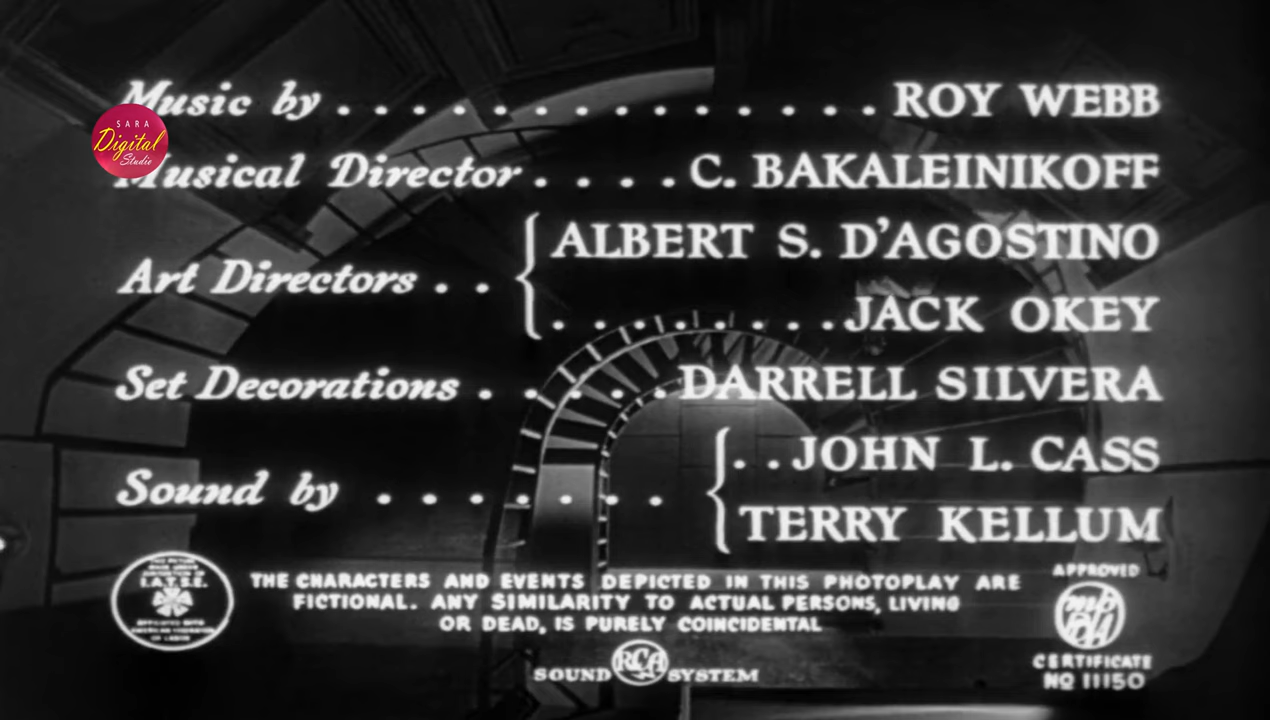 Music by . . . . . . . . . . . . . . . ROY WEBB
SARA
Digital
Studio
Musical Director . . . . C. BAKALEINIKOFF
ALBERT S. D'AGOSTINO
Art Directors . .
. . . . . . . . JACK OKEY
Set Decorations . . . . . DARRELL SILVERA
. . JOHN L. CASS
Sound by . . . . . . .
TERRY KELLUM
I.A.T.S.E.
THE CHARACTERS AND EVENTS DEPICTED IN THIS PHOTOPLAY ARE
FICTIONAL. ANY SIMILARITY TO ACTUAL PERSONS, LIVING
OR DEAD, IS PURELY COINCIDENTAL
APPROVED
CERTIFICATE
NO 11150
SOUND RCA SYSTEM